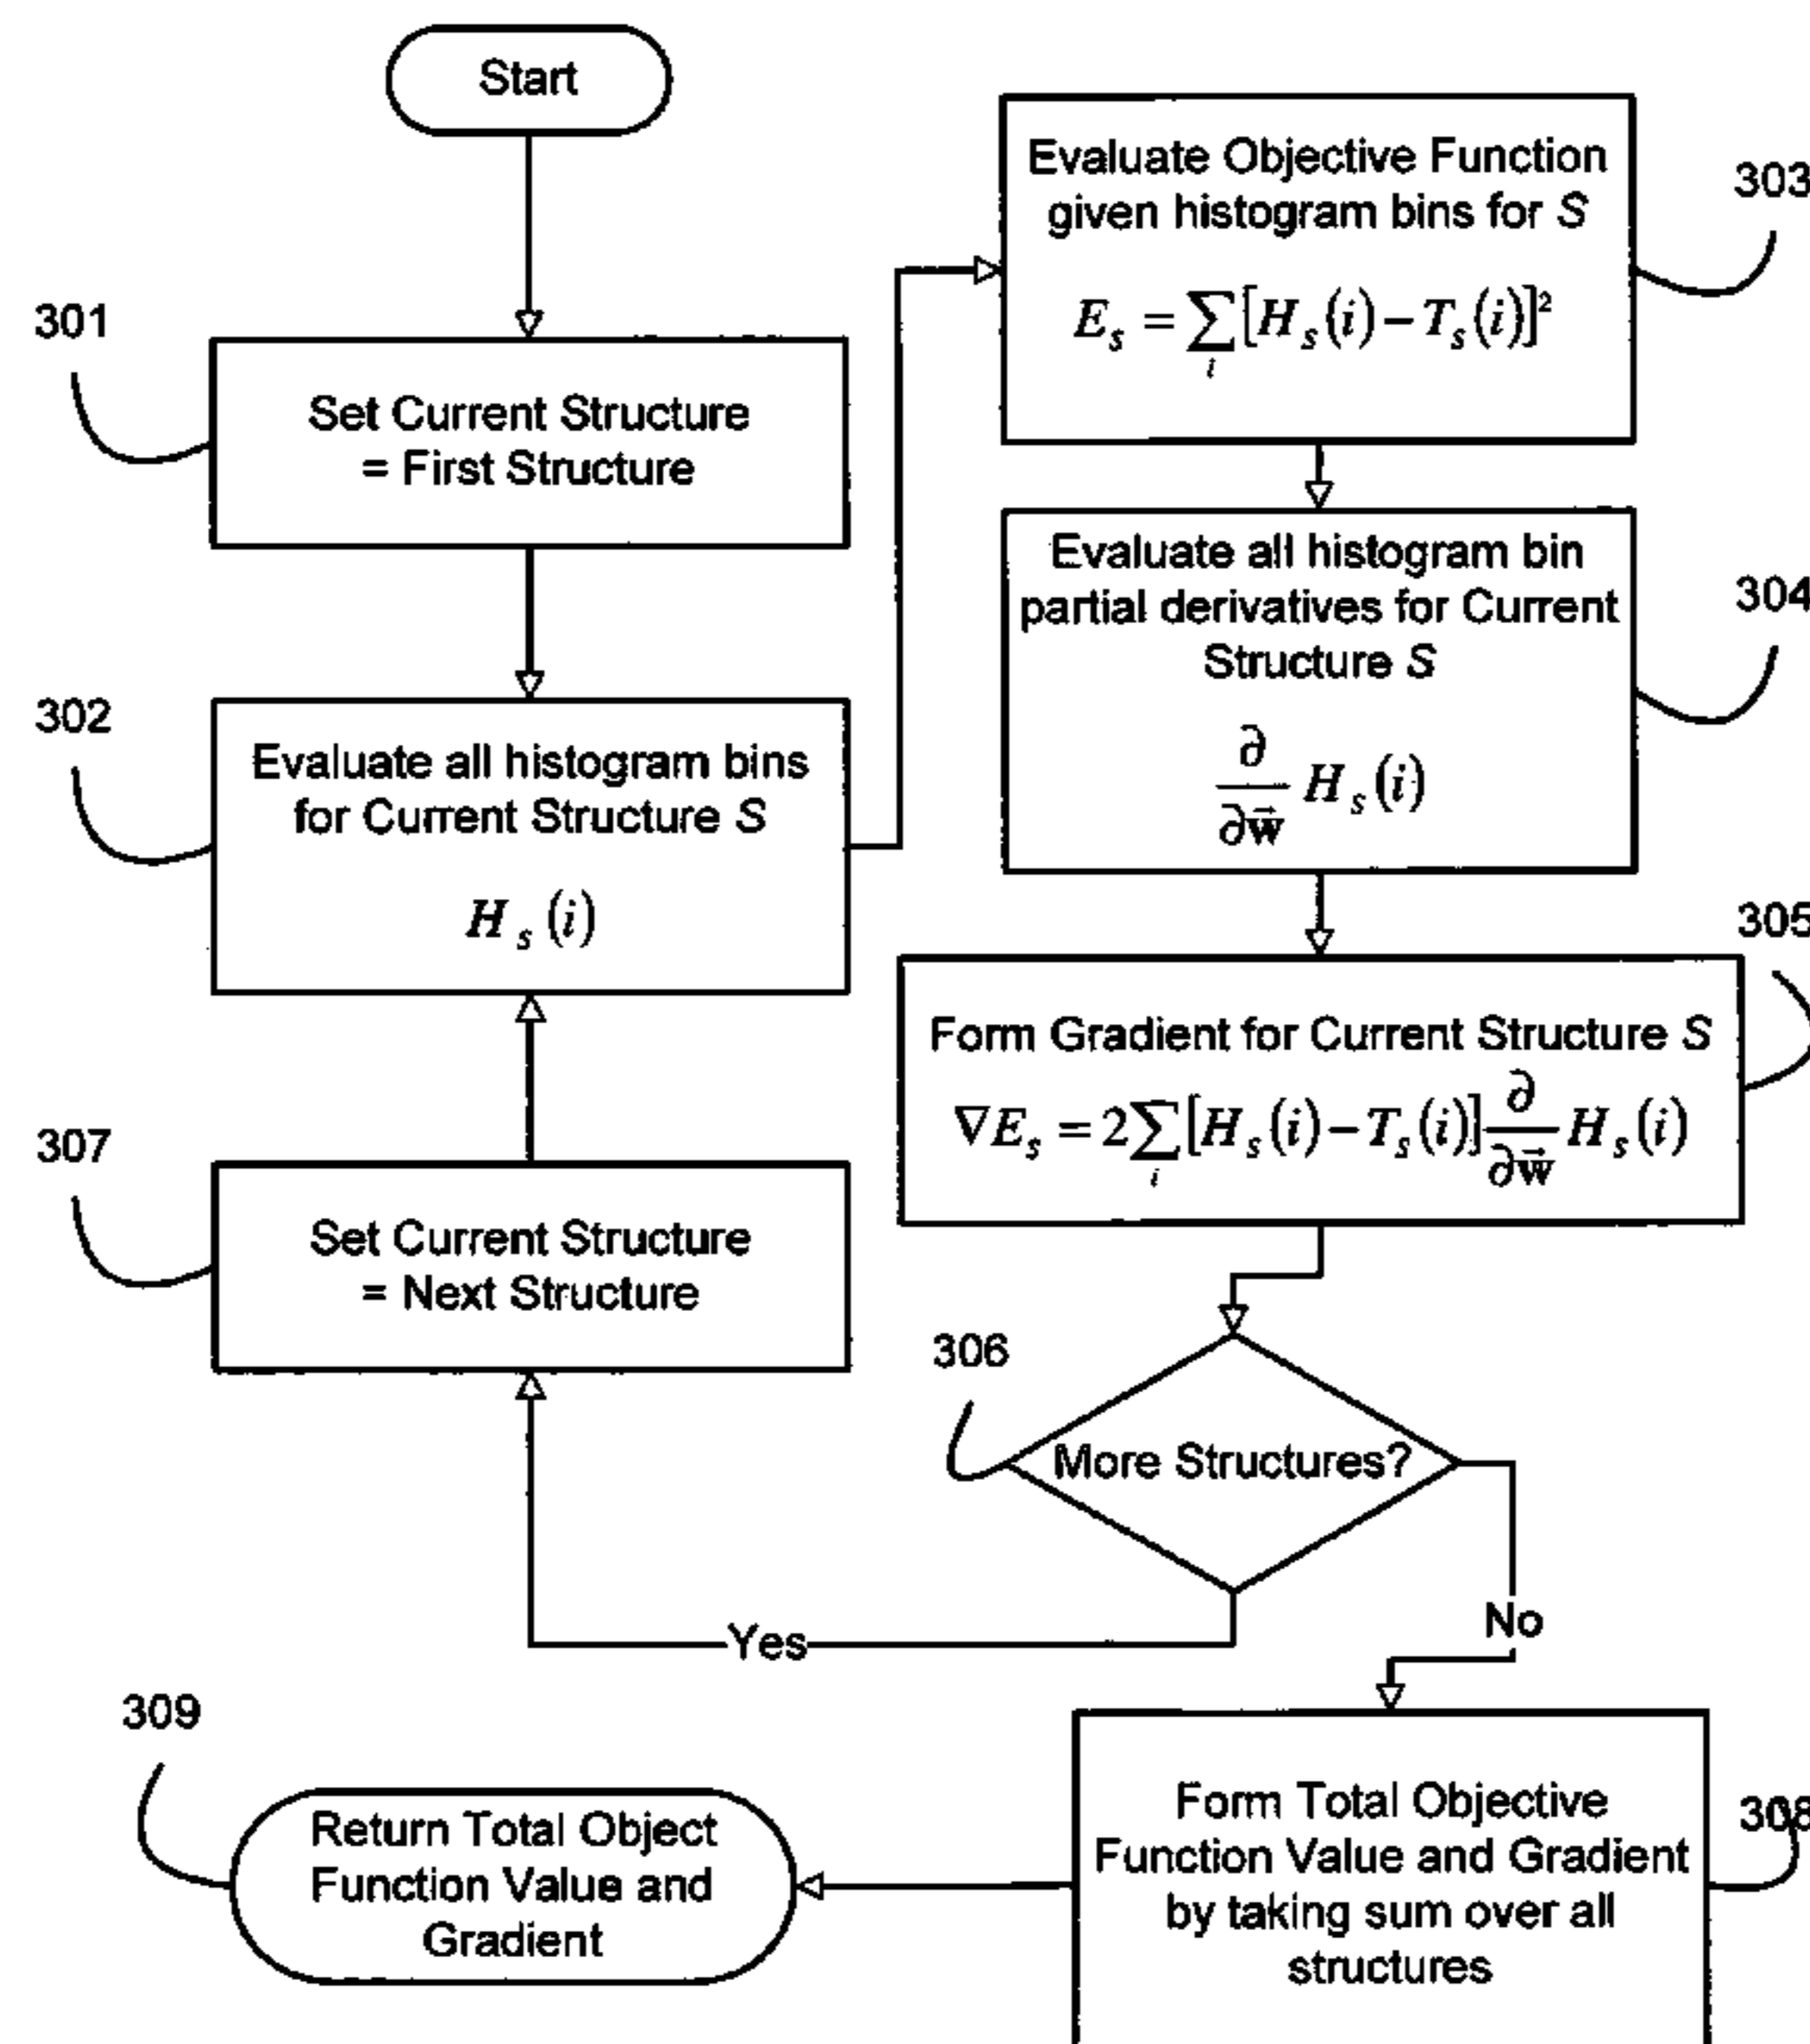 Start
301
Set Current Structure
= First Structure
302
Evaluate all histogram bins
for Current Structure S
H_s(i)
303
Evaluate Objective Function
given histogram bins for S
E_s = ∑_i [H_s(i) − T_s(i)]²
304
Evaluate all histogram bin
partial derivatives for Current
Structure S
∂/∂w⃗ H_s(i)
305
Form Gradient for Current Structure S
∇E_s = 2∑_i [H_s(i) − T_s(i)] ∂/∂w⃗ H_s(i)
306
More Structures?
Yes
No
307
Set Current Structure
= Next Structure
308
Form Total Objective
Function Value and Gradient
by taking sum over all
structures
309
Return Total Object
Function Value and
Gradient